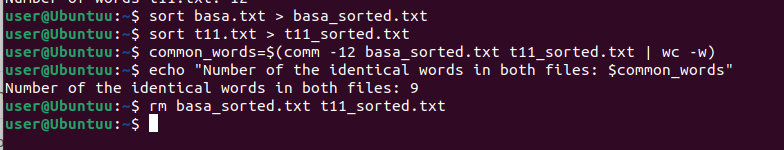 Number of words t11.txt: 12
user@Ubuntuu:~$ sort basa.txt > basa_sorted.txt
user@Ubuntuu:~$ sort t11.txt > t11_sorted.txt
user@Ubuntuu:~$ common_words=$(comm -12 basa_sorted.txt t11_sorted.txt | wc -w)
user@Ubuntuu:~$ echo "Number of the identical words in both files: $common_words"
Number of the identical words in both files: 9
user@Ubuntuu:~$ rm basa_sorted.txt t11_sorted.txt
user@Ubuntuu:~$